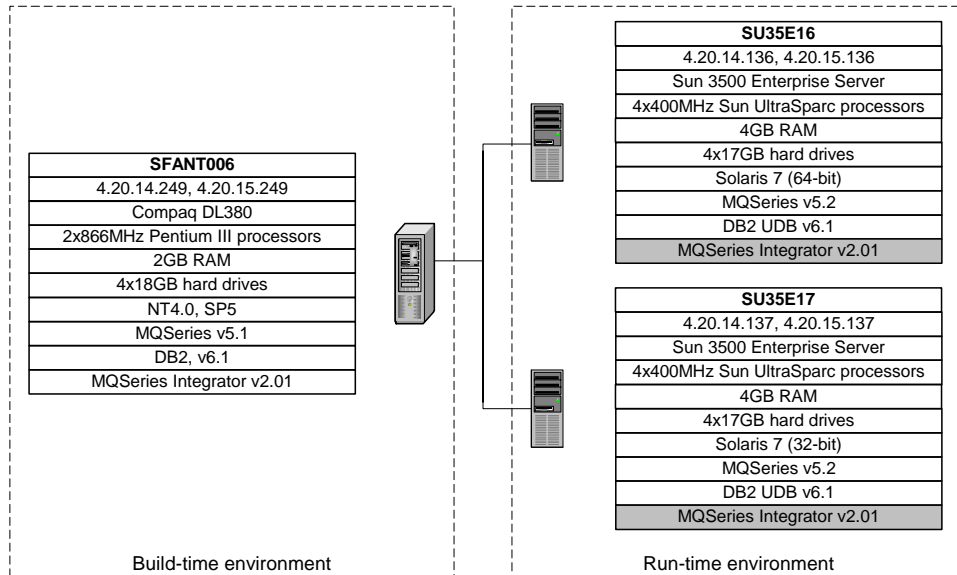 SFANT006
4.20.14.249, 4.20.15.249
Compaq DL380
2x866MHz Pentium III processors
2GB RAM
4x18GB hard drives
NT4.0, SP5
MQSeries v5.1
DB2, v6.1
MQSeries Integrator v2.01
Build-time environment
SU35E16
4.20.14.136, 4.20.15.136
Sun 3500 Enterprise Server
4x400MHz Sun UltraSparc processors
4GB RAM
4x17GB hard drives
Solaris 7 (64-bit)
MQSeries v5.2
DB2 UDB v6.1
MQSeries Integrator v2.01
SU35E17
4.20.14.137, 4.20.15.137
Sun 3500 Enterprise Server
4x400MHz Sun UltraSparc processors
4GB RAM
4x17GB hard drives
Solaris 7 (32-bit)
MQSeries v5.2
DB2 UDB v6.1
MQSeries Integrator v2.01
Run-time environment